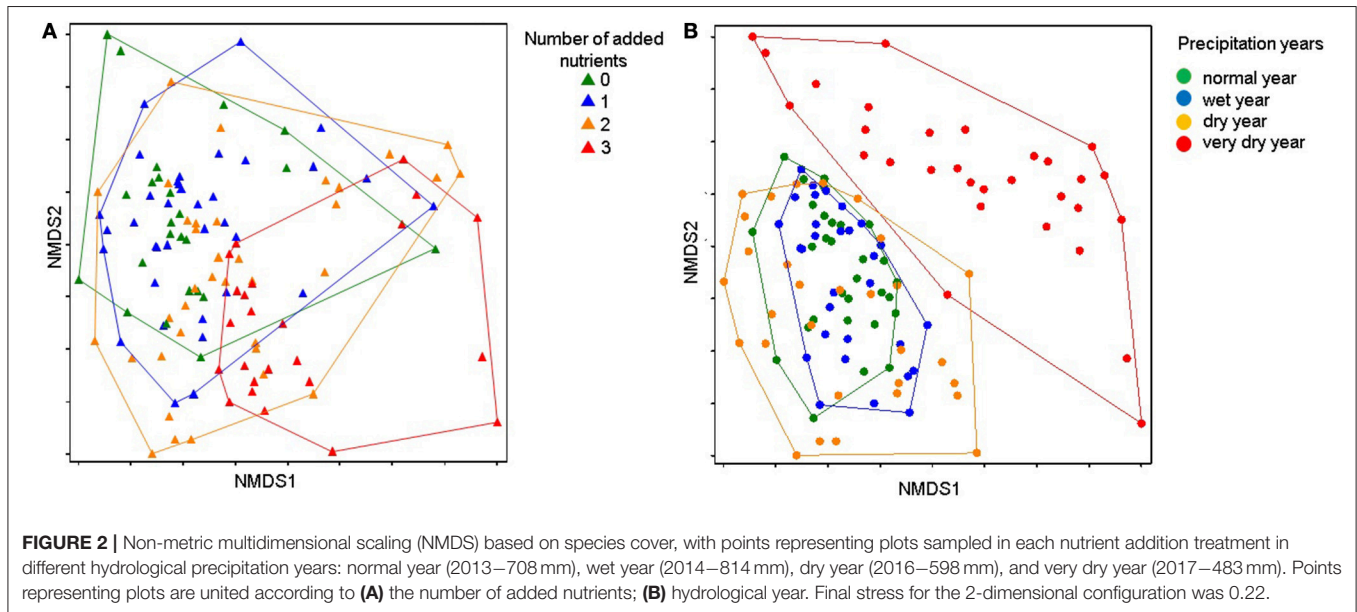 A
Number of added
nutrients
0
1
2
3
NMDS2
NMDS1
B
Precipitation years
normal year
wet year
dry year
very dry year
NMDS2
NMDS1
FIGURE 2 | Non-metric multidimensional scaling (NMDS) based on species cover, with points representing plots sampled in each nutrient addition treatment in
different hydrological precipitation years: normal year (2013–708 mm), wet year (2014–814 mm), dry year (2016–598 mm), and very dry year (2017–483 mm). Points
representing plots are united according to (A) the number of added nutrients; (B) hydrological year. Final stress for the 2-dimensional configuration was 0.22.